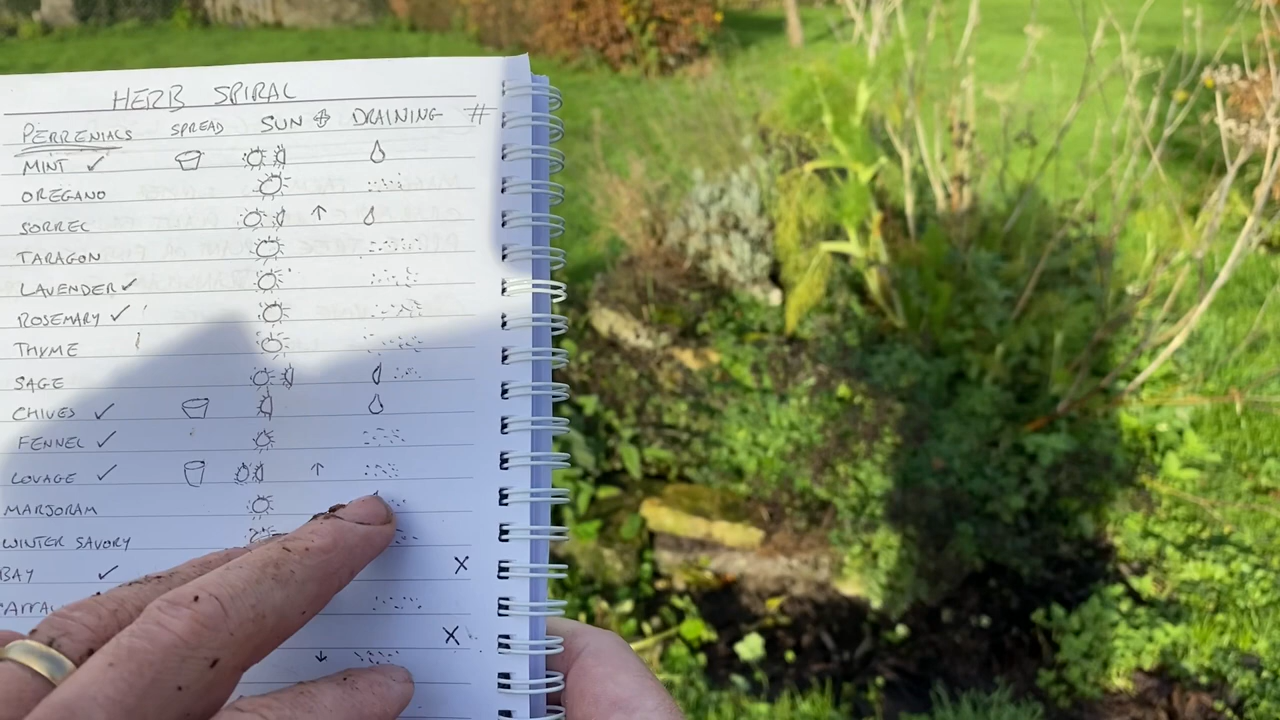 HERB SPIRAL
PERRENIALS SPREAD SUN DRAINING #
MINT ✓
OREGANO
SORREL ↑
TARAGON
LAVENDER ✓
ROSEMARY ✓
THYME
SAGE
CHIVES ✓
FENNEL ✓
LOVAGE ✓ ↑
MARJORAM
WINTER SAVORY
BAY ✓ X
X
↓